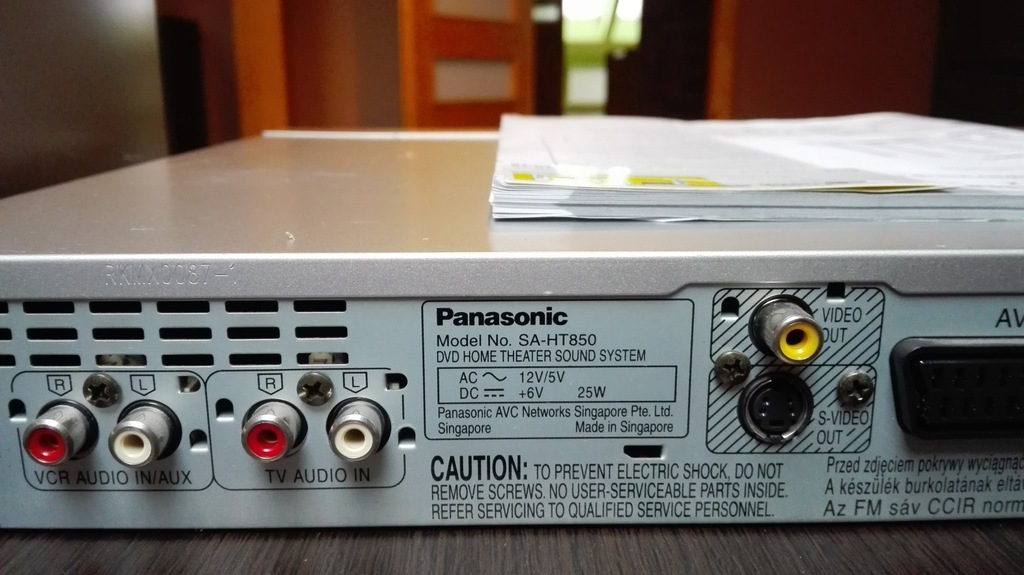 RKMX0087-1
Panasonic
Model No. SA-HT850
DVD HOME THEATER SOUND SYSTEM
AC 12V/5V
DC +6V 25W
Panasonic AVC Networks Singapore Pte. Ltd.
Singapore Made in Singapore
R L
VCR AUDIO IN/AUX
R L
TV AUDIO IN
VIDEO
OUT
S-VIDEO
OUT
AV
CAUTION: TO PREVENT ELECTRIC SHOCK, DO NOT
REMOVE SCREWS. NO USER-SERVICEABLE PARTS INSIDE.
REFER SERVICING TO QUALIFIED SERVICE PERSONNEL.
Przed zdjęciem pokrywy wyciągnąć
A készülék burkolatának eltáv
Az FM sáv CCIR norm